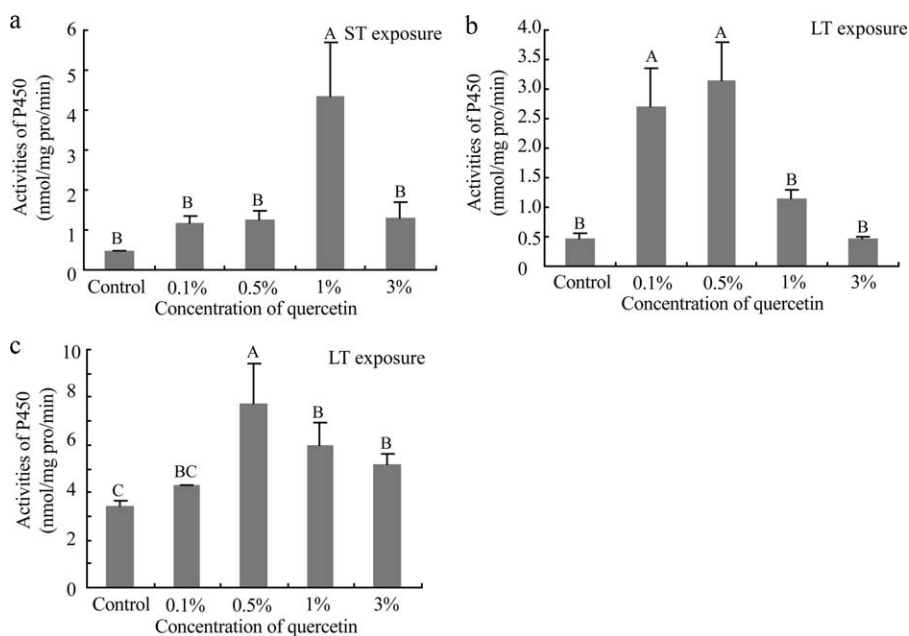 a
ST exposure
Activities of P450
(nmol/mg pro/min)
6
5
4
3
2
1
0
B
B
B
A
B
Control 0.1% 0.5% 1% 3%
Concentration of quercetin
b
LT exposure
Activities of P450
(nmol/mg pro/min)
4.0
3.5
3.0
2.5
2.0
1.5
1.0
0.5
0
B
A
A
B
B
Control 0.1% 0.5% 1% 3%
Concentration of quercetin
c
LT exposure
Activities of P450
(nmol/mg pro/min)
10
8
6
4
2
0
C
BC
A
B
B
Control 0.1% 0.5% 1% 3%
Concentration of quercetin